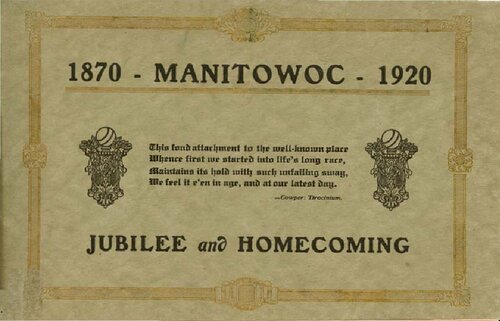 1870 - MANITOWOC - 1920
This fond attachment to the well-known place
Whence first we started into life's long race,
Maintains its hold with such unfailing sway,
We feel it e'en in age, and at our latest day.
—Cowper: Tirocinium.
JUBILEE and HOMECOMING